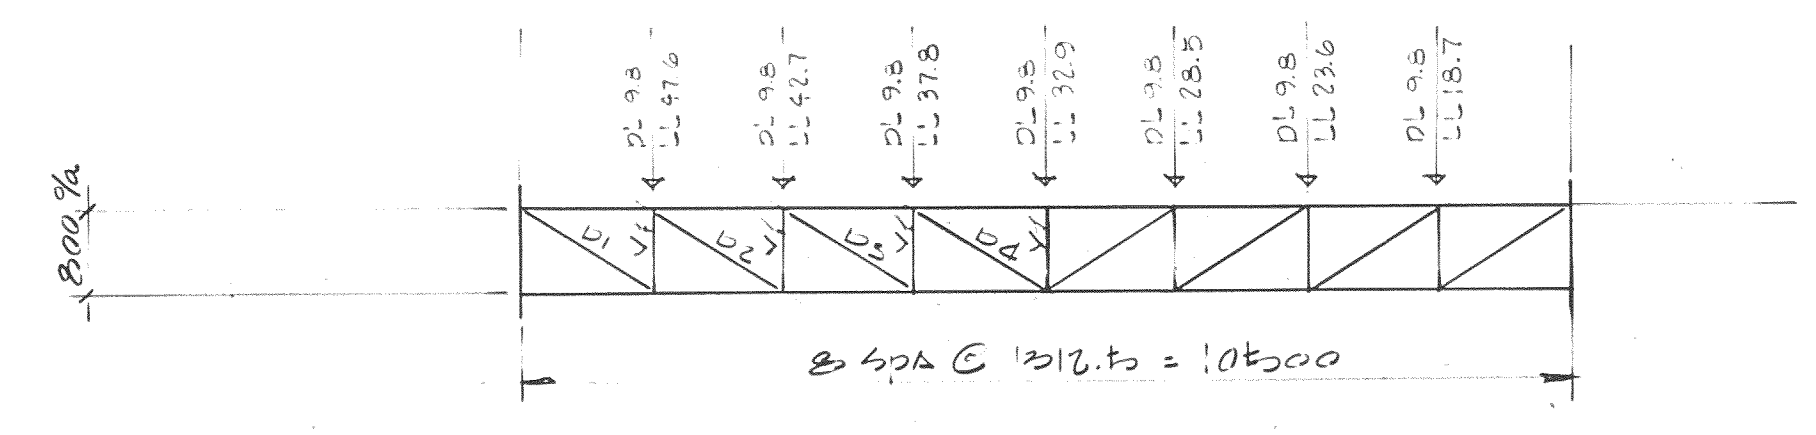 DL 9.8
LL 47.6
DL 9.8
LL 42.7
DL 9.8
LL 37.8
DL 9.8
LL 32.9
DL 9.8
LL 28.5
DL 9.8
LL 23.6
DL 9.8
LL 18.7
800 %a
D1
D2
D3
D4
8 sps @ 1312.5 = 10500